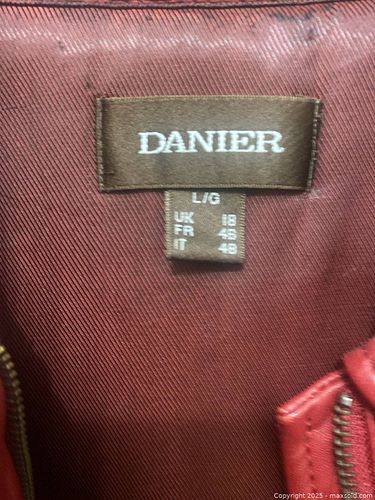 DANIER
L/G
UK 18
FR 46
IT 48
Copyright 2025 - maxsold.com